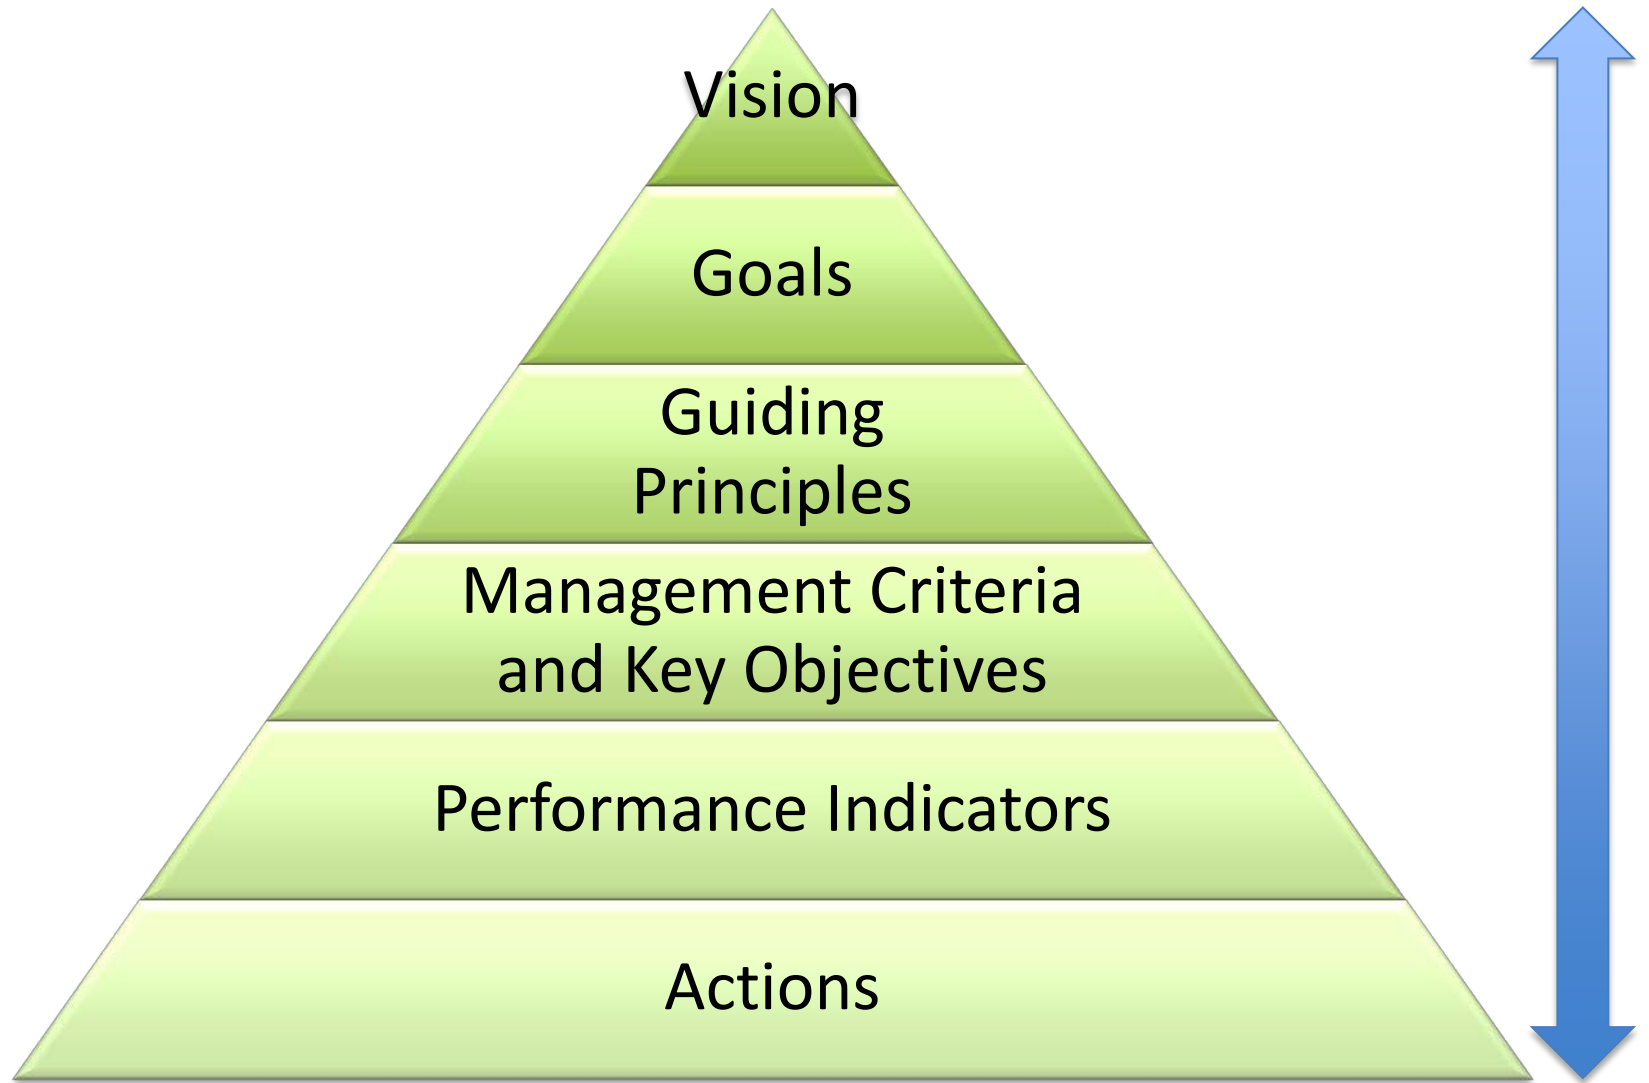 Vision
Goals
Guiding
Principles
Management Criteria
and Key Objectives
Performance Indicators
Actions